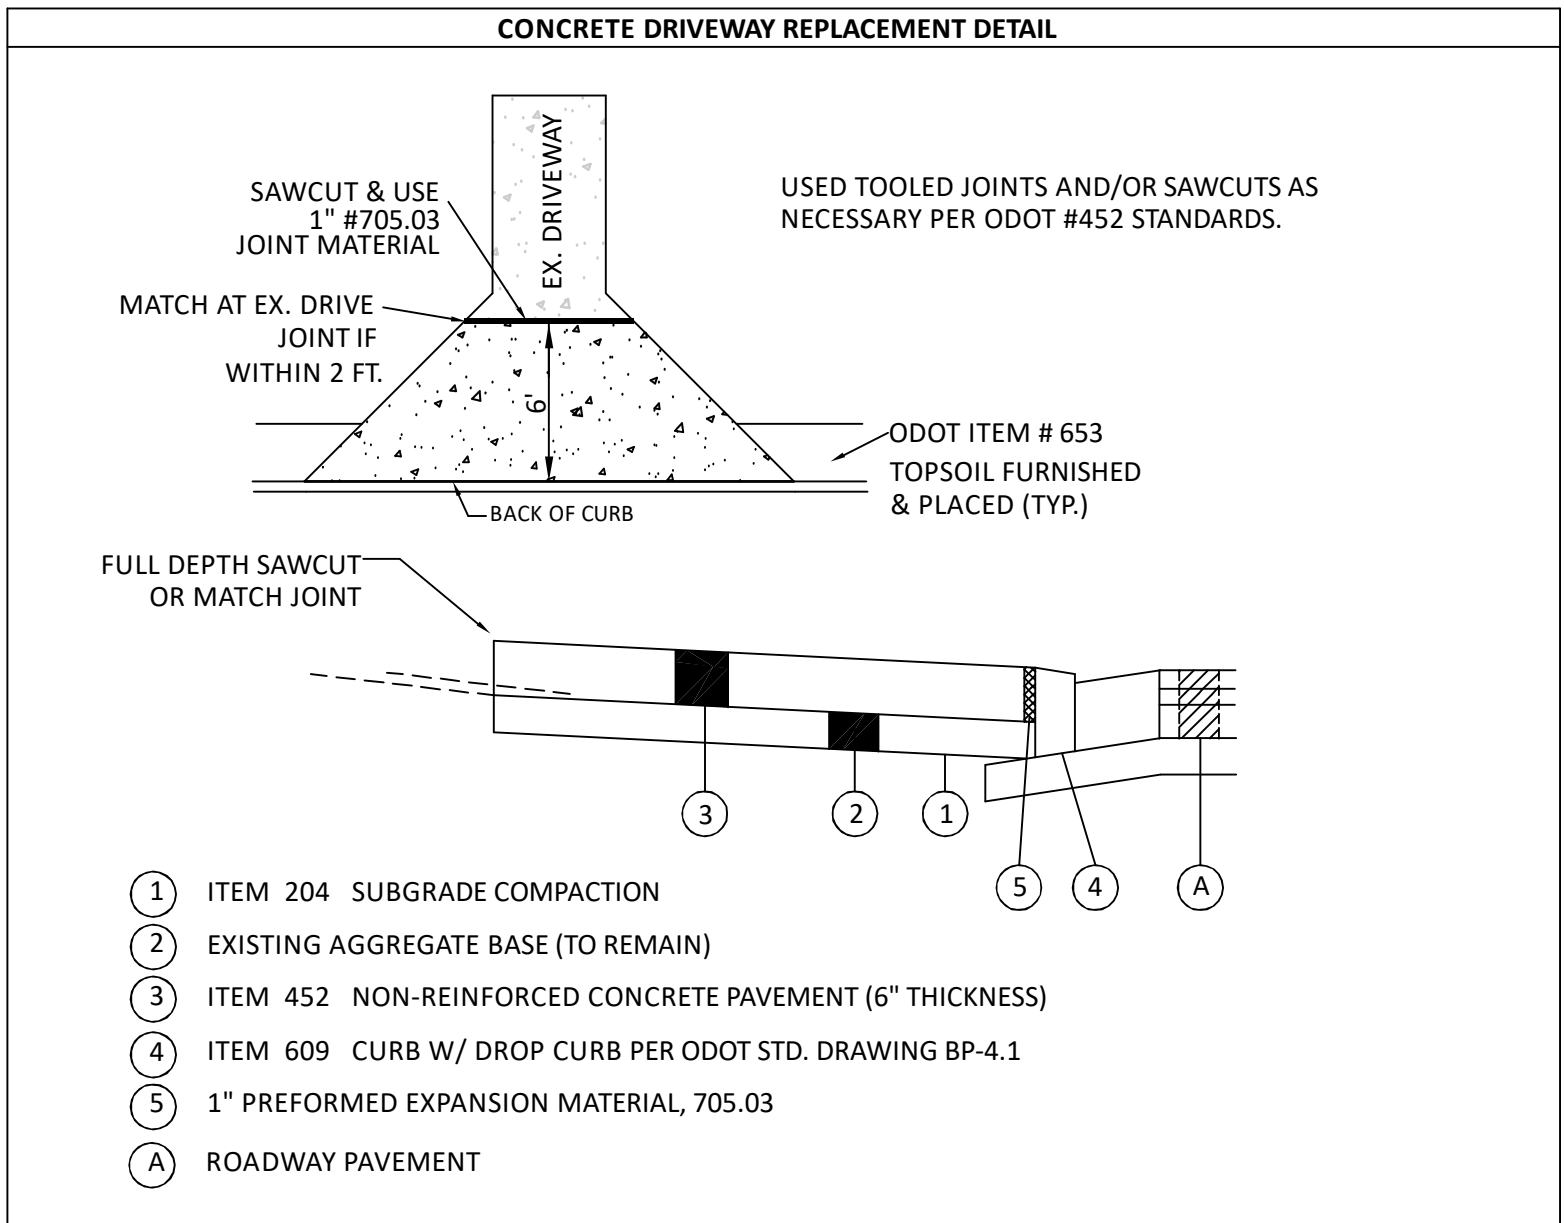 CONCRETE DRIVEWAY REPLACEMENT DETAIL
SAWCUT & USE
1" #705.03
JOINT MATERIAL
EX. DRIVEWAY
USED TOOLED JOINTS AND/OR SAWCUTS AS
NECESSARY PER ODOT #452 STANDARDS.
MATCH AT EX. DRIVE
JOINT IF
WITHIN 2 FT.
6'
ODOT ITEM # 653
TOPSOIL FURNISHED
& PLACED (TYP.)
BACK OF CURB
FULL DEPTH SAWCUT
OR MATCH JOINT
3
2
1
5
4
A
1 ITEM 204 SUBGRADE COMPACTION
2 EXISTING AGGREGATE BASE (TO REMAIN)
3 ITEM 452 NON-REINFORCED CONCRETE PAVEMENT (6" THICKNESS)
4 ITEM 609 CURB W/ DROP CURB PER ODOT STD. DRAWING BP-4.1
5 1" PREFORMED EXPANSION MATERIAL, 705.03
A ROADWAY PAVEMENT